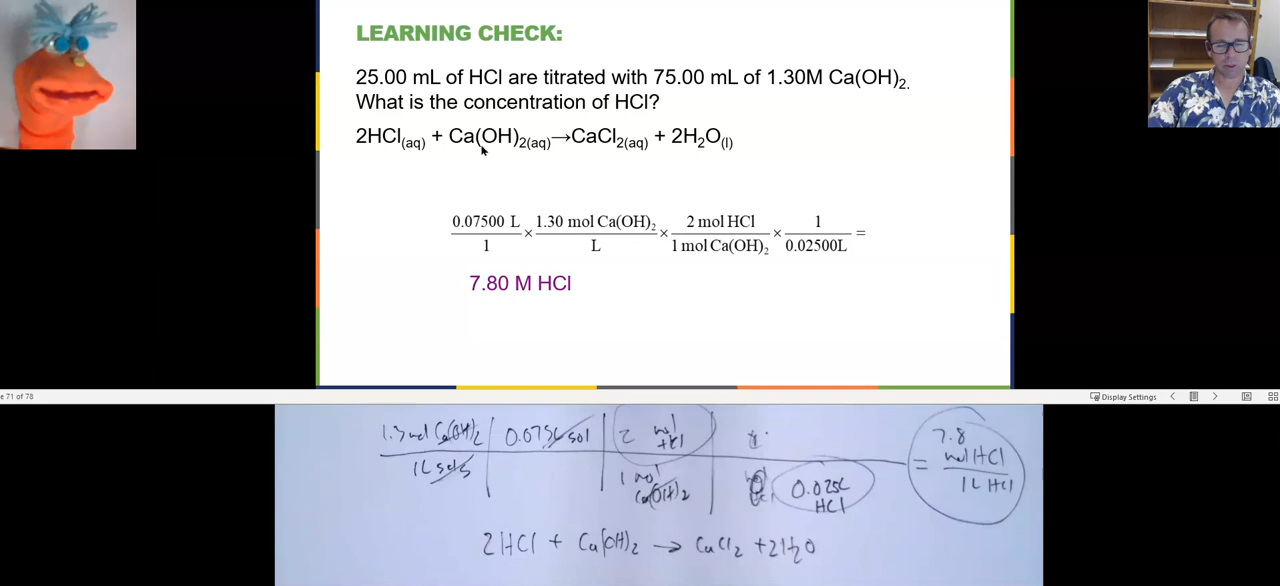 LEARNING CHECK:
25.00 mL of HCl are titrated with 75.00 mL of 1.30M Ca(OH)2.
What is the concentration of HCl?
2HCl(aq) + Ca(OH)2(aq)→CaCl2(aq) + 2H2O(l)
0.07500 L / 1 × 1.30 mol Ca(OH)2 / L × 2 mol HCl / 1 mol Ca(OH)2 × 1 / 0.02500L =
7.80 M HCl
e 71 of 78
Display Settings
1.3 mol Ca(OH)2 0.075L sol 2 mol HCl
1L 1 mol Ca(OH)2 0.025L HCl
= 7.8 mol HCl / 1L HCl
2HCl + Ca(OH)2 → CaCl2 + 2H2O